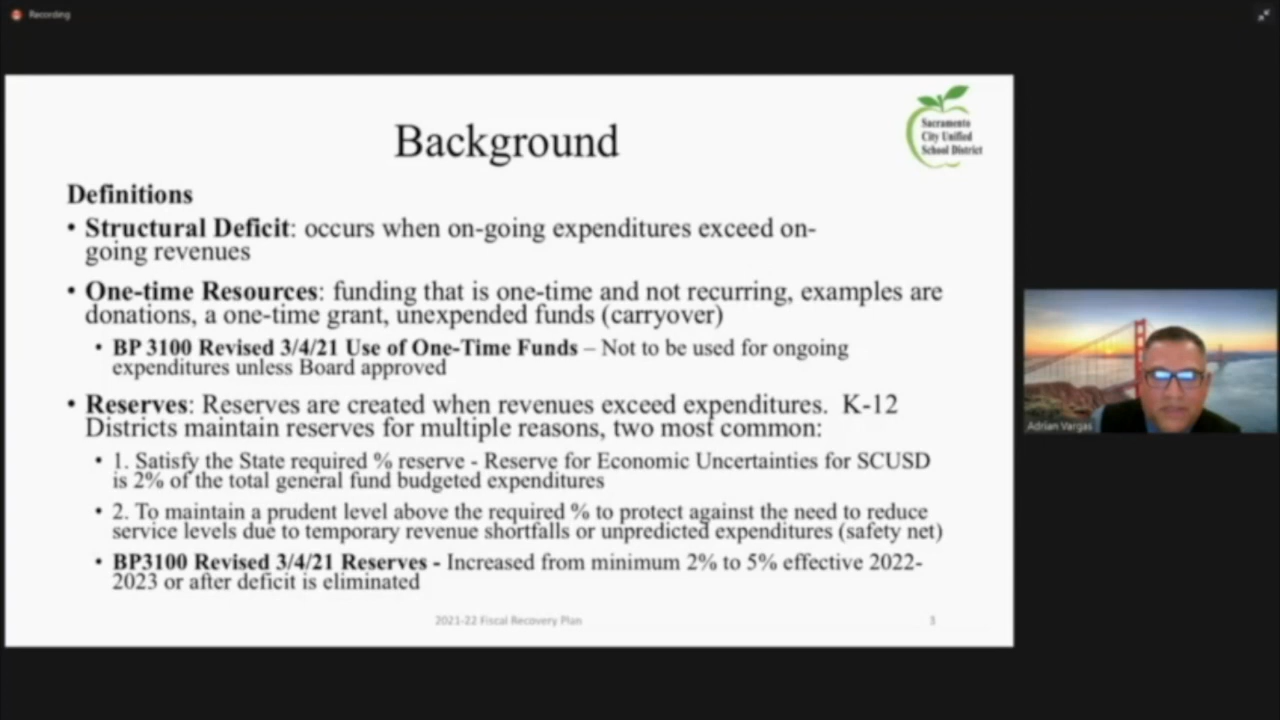 Recording
Background
Sacramento
City Unified
School District
Definitions
• Structural Deficit: occurs when on-going expenditures exceed on-
going revenues
• One-time Resources: funding that is one-time and not recurring, examples are
donations, a one-time grant, unexpended funds (carryover)
• BP 3100 Revised 3/4/21 Use of One-Time Funds – Not to be used for ongoing
expenditures unless Board approved
• Reserves: Reserves are created when revenues exceed expenditures. K-12
Districts maintain reserves for multiple reasons, two most common:
• 1. Satisfy the State required % reserve - Reserve for Economic Uncertainties for SCUSD
is 2% of the total general fund budgeted expenditures
• 2. To maintain a prudent level above the required % to protect against the need to reduce
service levels due to temporary revenue shortfalls or unpredicted expenditures (safety net)
• BP3100 Revised 3/4/21 Reserves - Increased from minimum 2% to 5% effective 2022-
2023 or after deficit is eliminated
2021-22 Fiscal Recovery Plan
3
Adrian Vargas